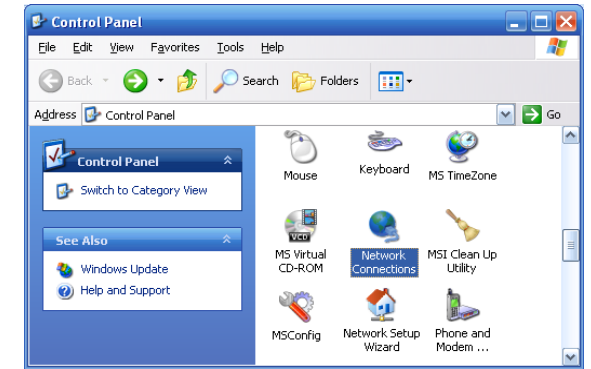 Control Panel
File Edit View Favorites Tools Help
Back Search Folders
Address Control Panel Go
Control Panel
Switch to Category View
See Also
Windows Update
Help and Support
Mouse Keyboard MS TimeZone
VCD
MS Virtual Network MSI Clean Up
CD-ROM Connections Utility
MSConfig Network Setup Phone and
Wizard Modem ...